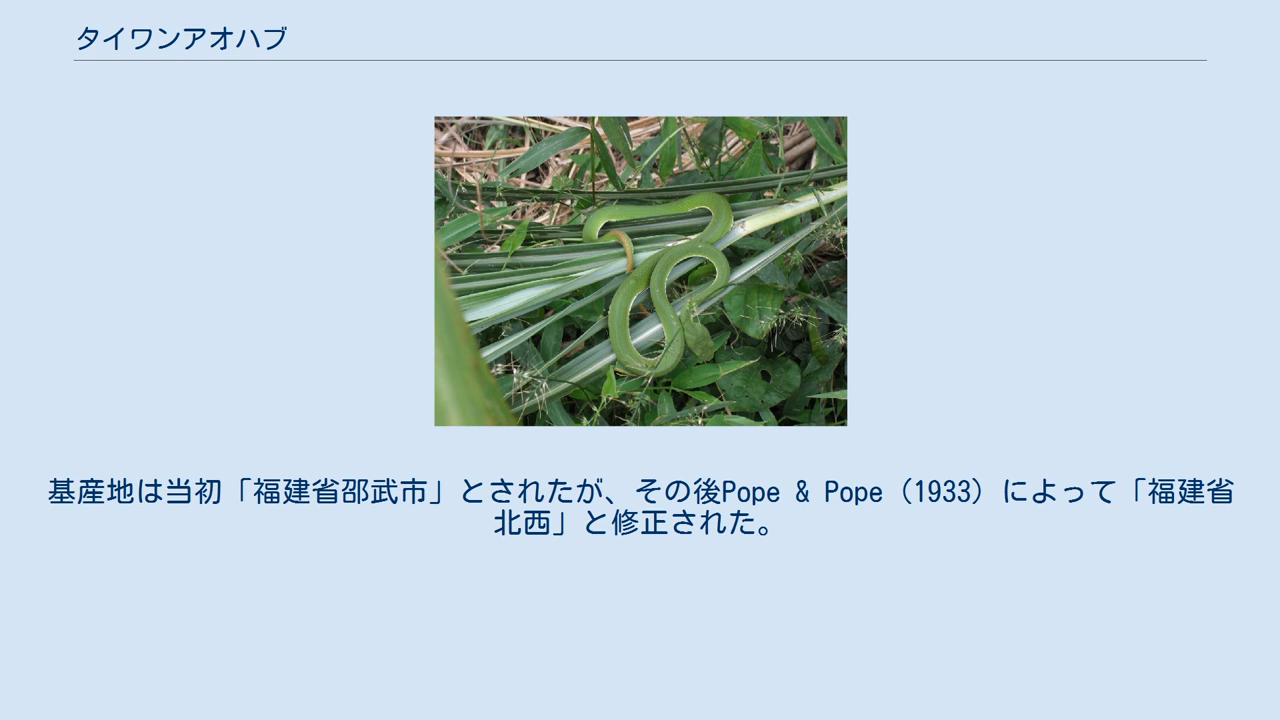 タイワンアオハブ
基産地は当初「福建省邵武市」とされたが、その後Pope & Pope（1933）によって「福建省
北西」と修正された。